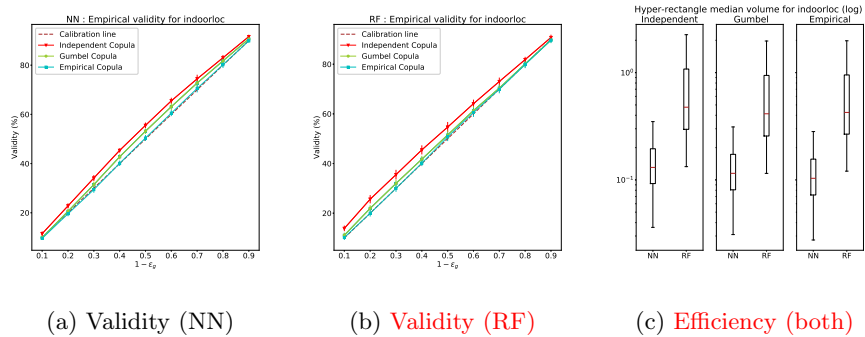 NN : Empirical validity for indoorloc
Calibration line
Independent Copula
Gumbel Copula
Empirical Copula
Validity (%)
80
60
40
20
0.1 0.2 0.3 0.4 0.5 0.6 0.7 0.8 0.9
1 − ε_g
(a) Validity (NN)
RF : Empirical validity for indoorloc
Calibration line
Independent Copula
Gumbel Copula
Empirical Copula
Validity (%)
80
60
40
20
0.1 0.2 0.3 0.4 0.5 0.6 0.7 0.8 0.9
1 − ε_g
(b) Validity (RF)
Hyper-rectangle median volume for indoorloc (log)
Independent Gumbel Empirical
10⁰
10⁻¹
NN RF NN RF NN RF
(c) Efficiency (both)